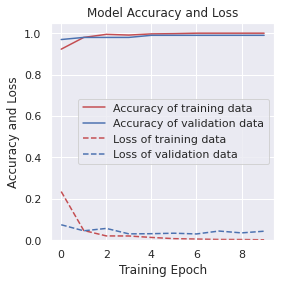 Model Accuracy and Loss
1.0
0.8
0.6
0.4
0.2
0.0
Accuracy and Loss
Accuracy of training data
Accuracy of validation data
Loss of training data
Loss of validation data
0 2 4 6 8
Training Epoch